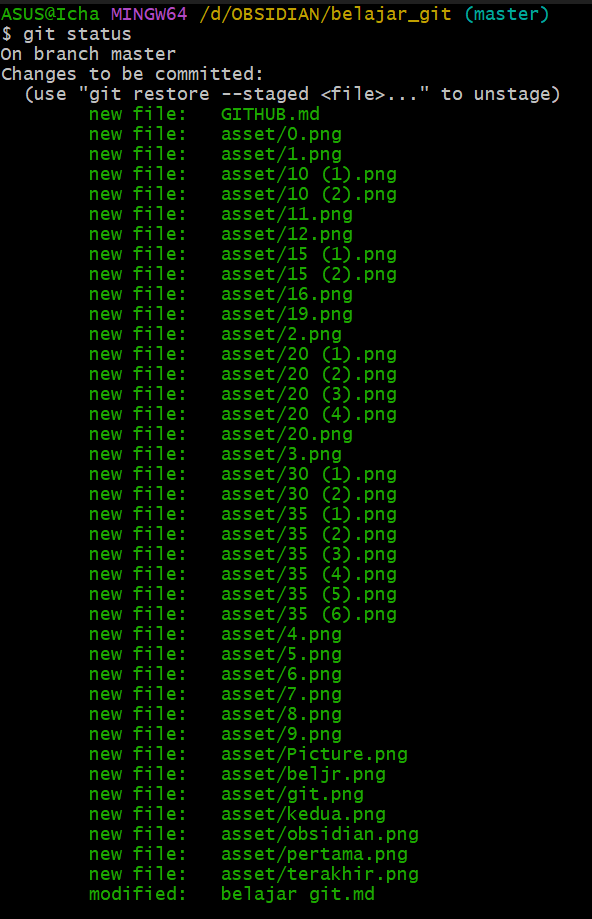 ASUS@Icha MINGW64 /d/OBSIDIAN/belajar_git (master)
$ git status
On branch master
Changes to be committed:
  (use "git restore --staged <file>..." to unstage)
        new file:   GITHUB.md
        new file:   asset/0.png
        new file:   asset/1.png
        new file:   asset/10 (1).png
        new file:   asset/10 (2).png
        new file:   asset/11.png
        new file:   asset/12.png
        new file:   asset/15 (1).png
        new file:   asset/15 (2).png
        new file:   asset/16.png
        new file:   asset/19.png
        new file:   asset/2.png
        new file:   asset/20 (1).png
        new file:   asset/20 (2).png
        new file:   asset/20 (3).png
        new file:   asset/20 (4).png
        new file:   asset/20.png
        new file:   asset/3.png
        new file:   asset/30 (1).png
        new file:   asset/30 (2).png
        new file:   asset/35 (1).png
        new file:   asset/35 (2).png
        new file:   asset/35 (3).png
        new file:   asset/35 (4).png
        new file:   asset/35 (5).png
        new file:   asset/35 (6).png
        new file:   asset/4.png
        new file:   asset/5.png
        new file:   asset/6.png
        new file:   asset/7.png
        new file:   asset/8.png
        new file:   asset/9.png
        new file:   asset/Picture.png
        new file:   asset/beljr.png
        new file:   asset/git.png
        new file:   asset/kedua.png
        new file:   asset/obsidian.png
        new file:   asset/pertama.png
        new file:   asset/terakhir.png
        modified:   belajar git.md